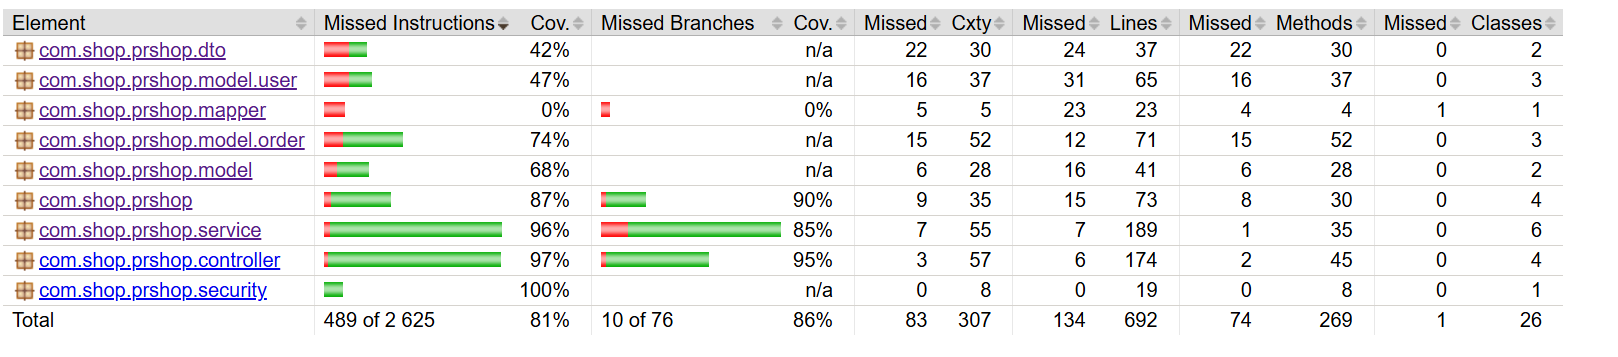 Element Missed Instructions Cov. Missed Branches Cov. Missed Cxty Missed Lines Missed Methods Missed Classes
com.shop.prshop.dto 42% n/a 22 30 24 37 22 30 0 2
com.shop.prshop.model.user 47% n/a 16 37 31 65 16 37 0 3
com.shop.prshop.mapper 0% 0% 5 5 23 23 4 4 1 1
com.shop.prshop.model.order 74% n/a 15 52 12 71 15 52 0 3
com.shop.prshop.model 68% n/a 6 28 16 41 6 28 0 2
com.shop.prshop 87% 90% 9 35 15 73 8 30 0 4
com.shop.prshop.service 96% 85% 7 55 7 189 1 35 0 6
com.shop.prshop.controller 97% 95% 3 57 6 174 2 45 0 4
com.shop.prshop.security 100% n/a 0 8 0 19 0 8 0 1
Total 489 of 2 625 81% 10 of 76 86% 83 307 134 692 74 269 1 26